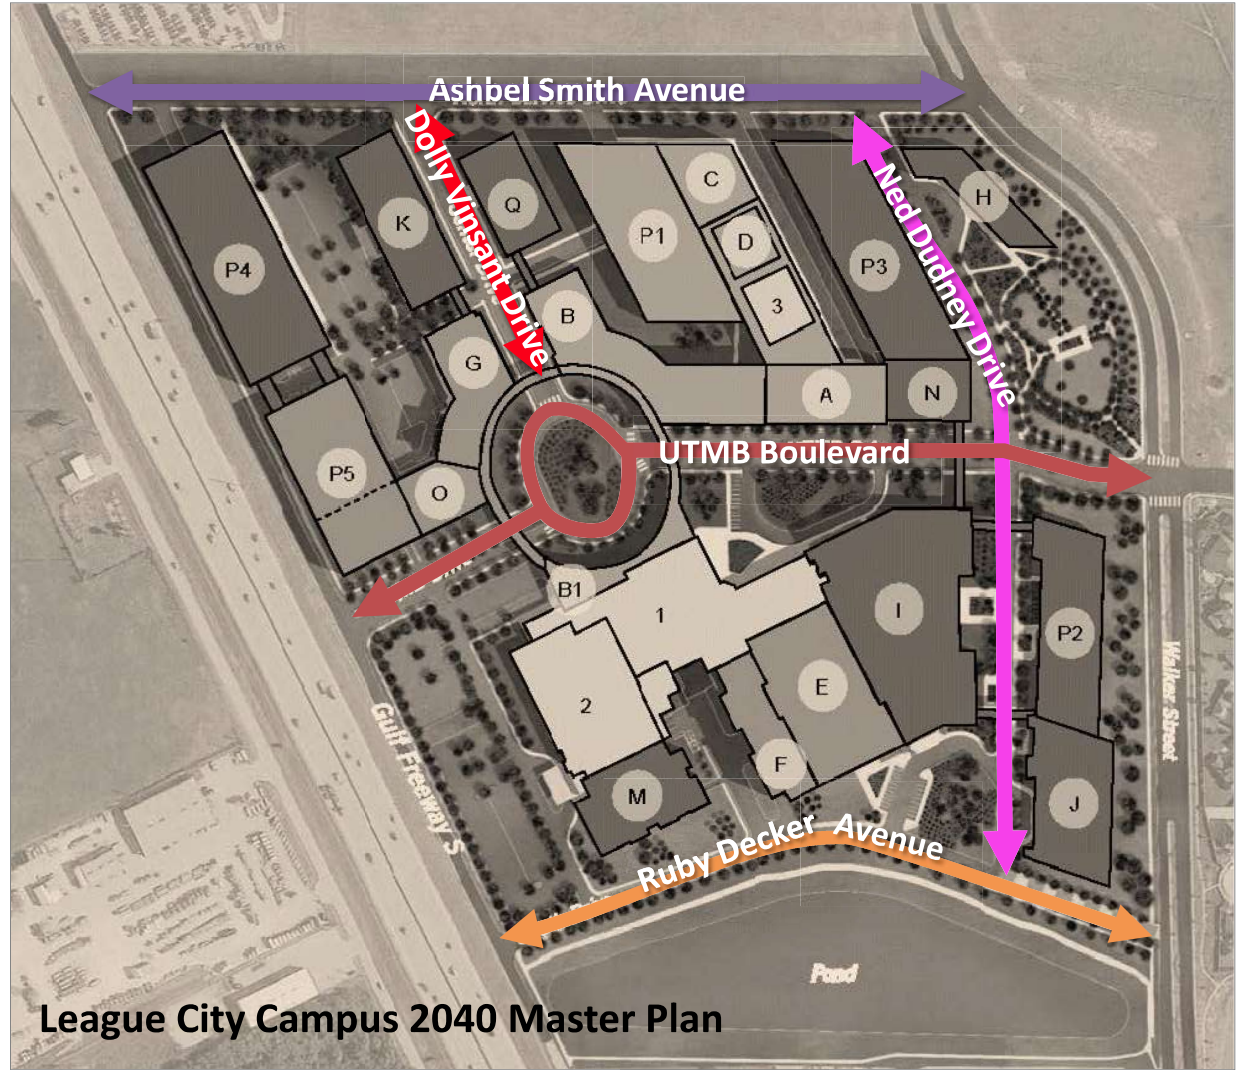 Ashbel Smith Avenue
Dolly Vinsant Drive
Ned Dudney Drive
C
H
Q
K
P1
D
P4
P3
3
B
G
A
N
UTMB Boulevard
P5
O
B1
1
I
P2
Walker Street
E
2
Gulf Freeway S
F
M
J
Ruby Decker Avenue
Pond
League City Campus 2040 Master Plan